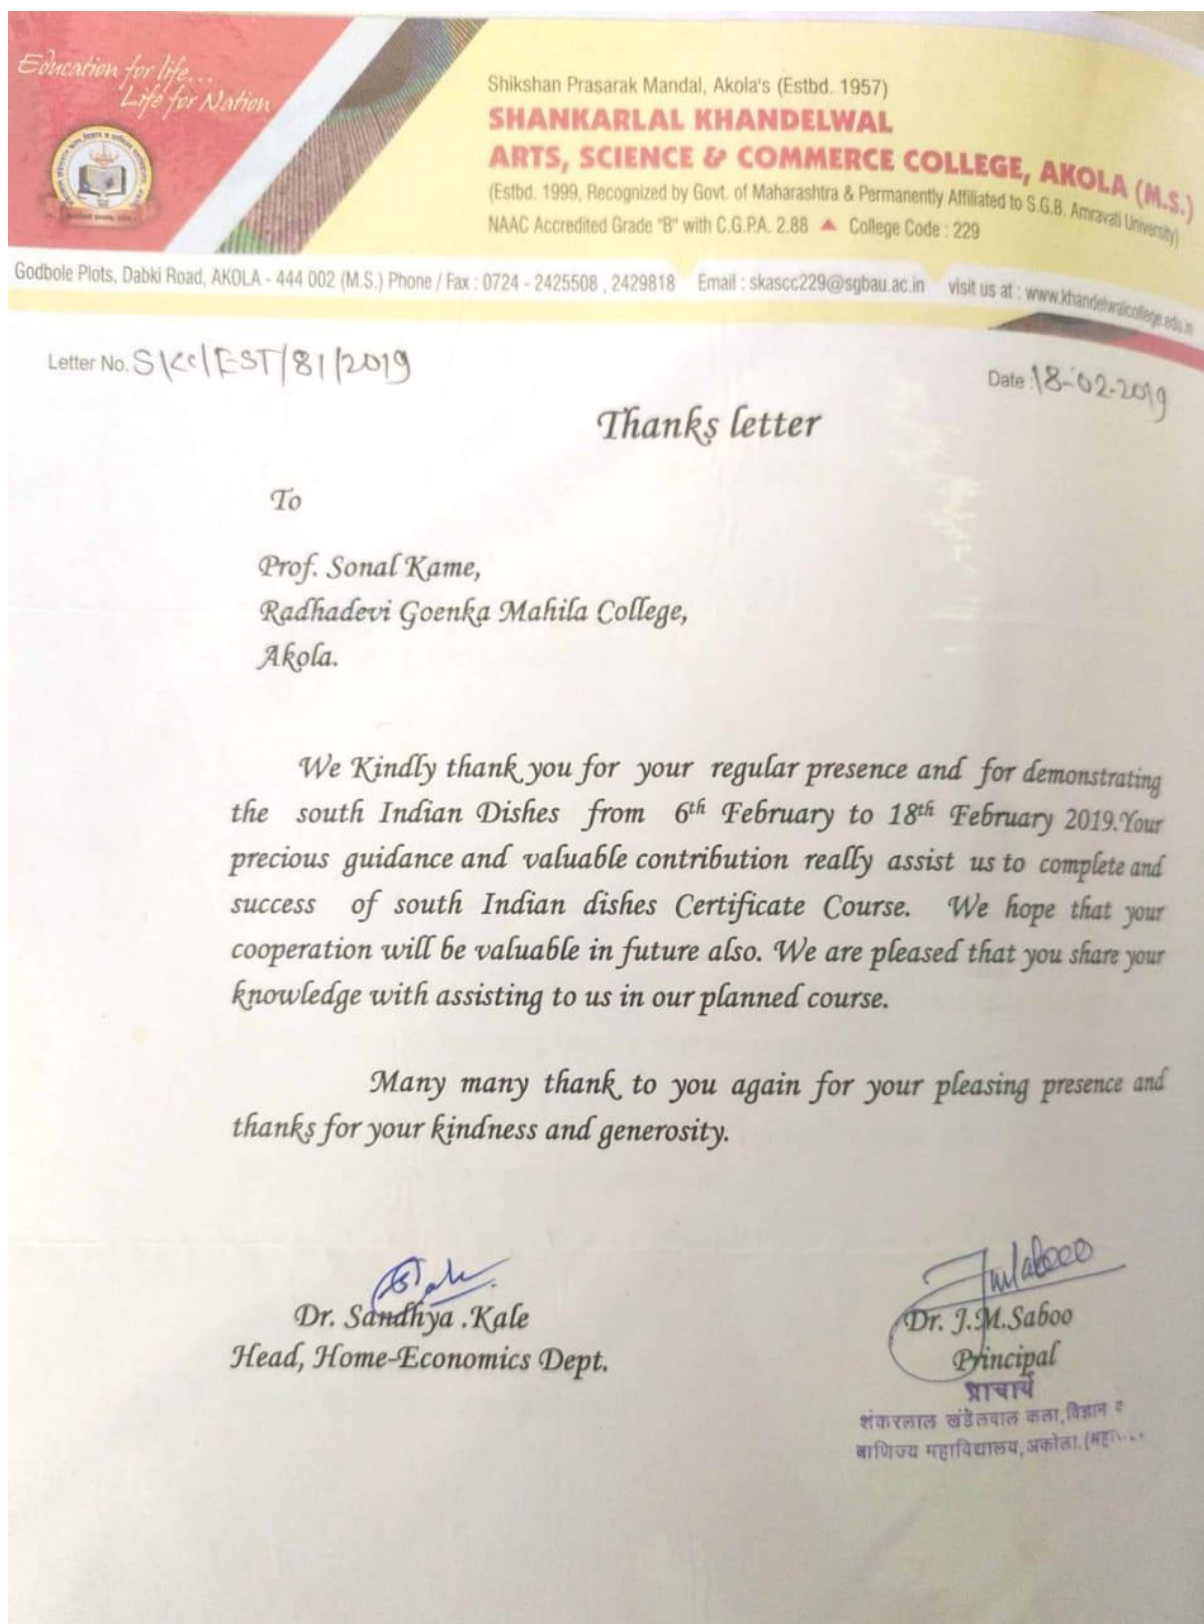 Education for life...
Life for Nation
Shikshan Prasarak Mandal, Akola's (Estbd. 1957)
SHANKARLAL KHANDELWAL
ARTS, SCIENCE & COMMERCE COLLEGE, AKOLA (M.S.)
(Estbd. 1999, Recognized by Govt. of Maharashtra & Permanently Affiliated to S.G.B. Amravati University)
NAAC Accredited Grade "B" with C.G.P.A. 2.88 ▲ College Code : 229
Godbole Plots, Dabki Road, AKOLA - 444 002 (M.S.) Phone / Fax : 0724 - 2425508 , 2429818 Email : skascc229@sgbau.ac.in visit us at : www.khandelwalcollege.edu.in
Letter No. SKC/EST/81/2019
Date : 18-02-2019
Thanks letter
To
Prof. Sonal Kame,
Radhadevi Goenka Mahila College,
Akola.
We Kindly thank you for your regular presence and for demonstrating
the south Indian Dishes from 6th February to 18th February 2019.Your
precious guidance and valuable contribution really assist us to complete and
success of south Indian dishes Certificate Course. We hope that your
cooperation will be valuable in future also. We are pleased that you share your
knowledge with assisting to us in our planned course.
Many many thank to you again for your pleasing presence and
thanks for your kindness and generosity.
Dr. Sandhya .Kale
Head, Home-Economics Dept.
Dr. J.M.Saboo
Principal
प्राचार्य
शंकरलाल खंडेलवाल कला,विज्ञान व
वाणिज्य महाविद्यालय,अकोला.